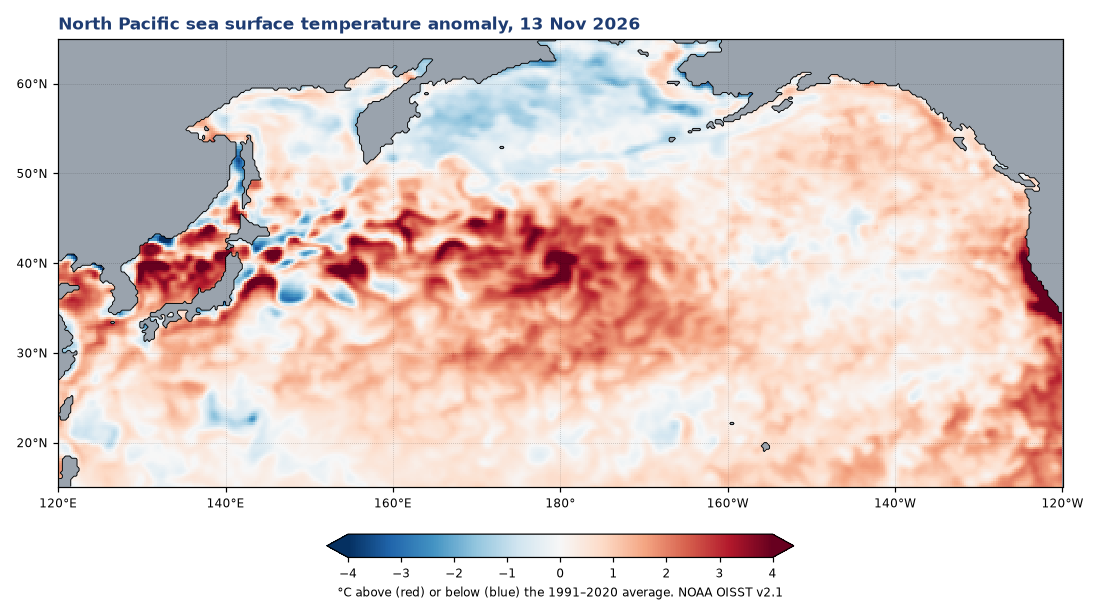 North Pacific sea surface temperature anomaly, 13 Nov 2026
60°N
50°N
40°N
30°N
20°N
120°E 140°E 160°E 180° 160°W 140°W 120°W
−4 −3 −2 −1 0 1 2 3 4
°C above (red) or below (blue) the 1991–2020 average. NOAA OISST v2.1